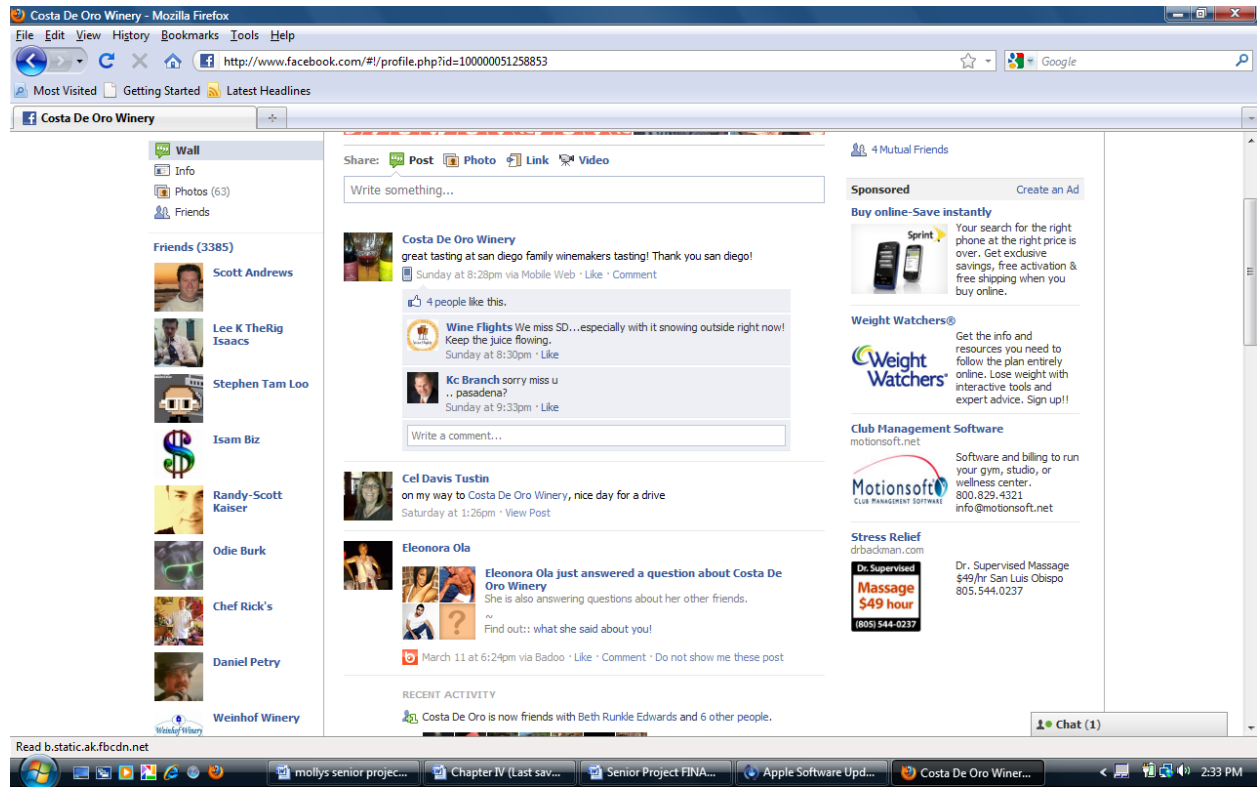 Costa De Oro Winery - Mozilla Firefox
File Edit View History Bookmarks Tools Help
http://www.facebook.com/#!/profile.php?id=100000051258853
Google
Most Visited Getting Started Latest Headlines
Costa De Oro Winery
Wall
Info
Photos (63)
Friends
Friends (3385)
Scott Andrews
Lee K TheRig
Isaacs
Stephen Tam Loo
Isam Biz
Randy-Scott
Kaiser
Odie Burk
Chef Rick's
Daniel Petry
Weinhof Winery
Weinhof Winery
Share: Post Photo Link Video
Write something...
Costa De Oro Winery
great tasting at san diego family winemakers tasting! Thank you san diego!
Sunday at 8:28pm via Mobile Web · Like · Comment
4 people like this.
Wine Flights We miss SD...especially with it snowing outside right now!
Keep the juice flowing.
Sunday at 8:30pm · Like
Kc Branch sorry miss u
.. pasadena?
Sunday at 9:33pm · Like
Write a comment...
Cel Davis Tustin
on my way to Costa De Oro Winery, nice day for a drive
Saturday at 1:26pm · View Post
Eleonora Ola
Eleonora Ola just answered a question about Costa De
Oro Winery
She is also answering questions about her other friends.
~
Find out:: what she said about you!
March 11 at 6:24pm via Badoo · Like · Comment · Do not show me these post
RECENT ACTIVITY
Costa De Oro is now friends with Beth Runkle Edwards and 6 other people.
4 Mutual Friends
Sponsored Create an Ad
Buy online-Save instantly
Sprint
Your search for the right
phone at the right price is
over. Get exclusive
savings, free activation &
free shipping when you
buy online.
Weight Watchers®
Weight
Watchers
Get the info and
resources you need to
follow the plan entirely
online. Lose weight with
interactive tools and
expert advice. Sign up!!
Club Management Software
motionsoft.net
Motionsoft
CLUB MANAGEMENT SOFTWARE
Software and billing to run
your gym, studio, or
wellness center.
800.829.4321
info@motionsoft.net
Stress Relief
drbackman.com
Dr. Supervised
Massage
$49 hour
(805) 544-0237
Dr. Supervised Massage
$49/hr San Luis Obispo
805.544.0237
Chat (1)
Read b.static.ak.fbcdn.net
mollys senior projec...
Chapter IV (Last sav...
Senior Project FINA...
Apple Software Upd...
Costa De Oro Winer...
2:33 PM